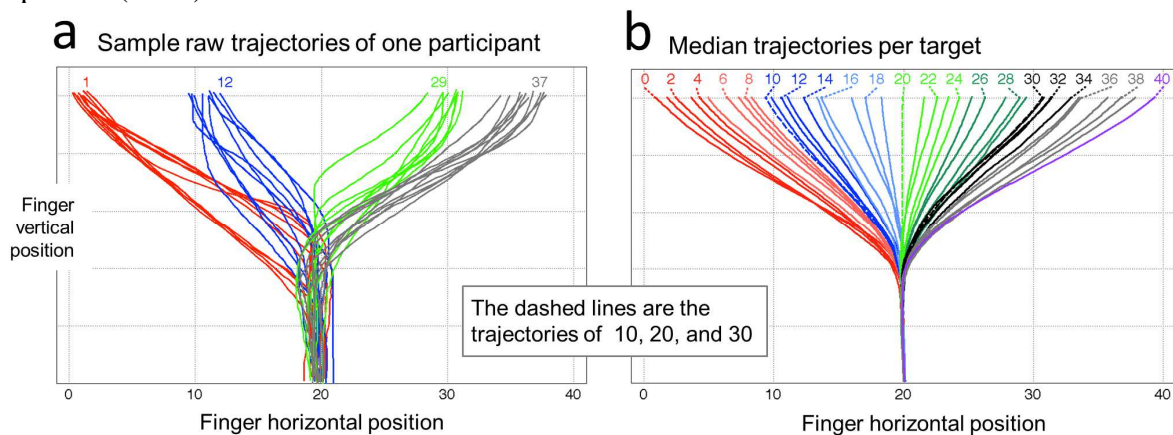 a Sample raw trajectories of one participant
1 12 29 37
Finger
vertical
position
0 10 20 30 40
Finger horizontal position
b Median trajectories per target
0 2 4 6 8 10 12 14 16 18 20 22 24 26 28 30 32 34 36 38 40
The dashed lines are the
trajectories of 10, 20, and 30
0 10 20 30 40
Finger horizontal position